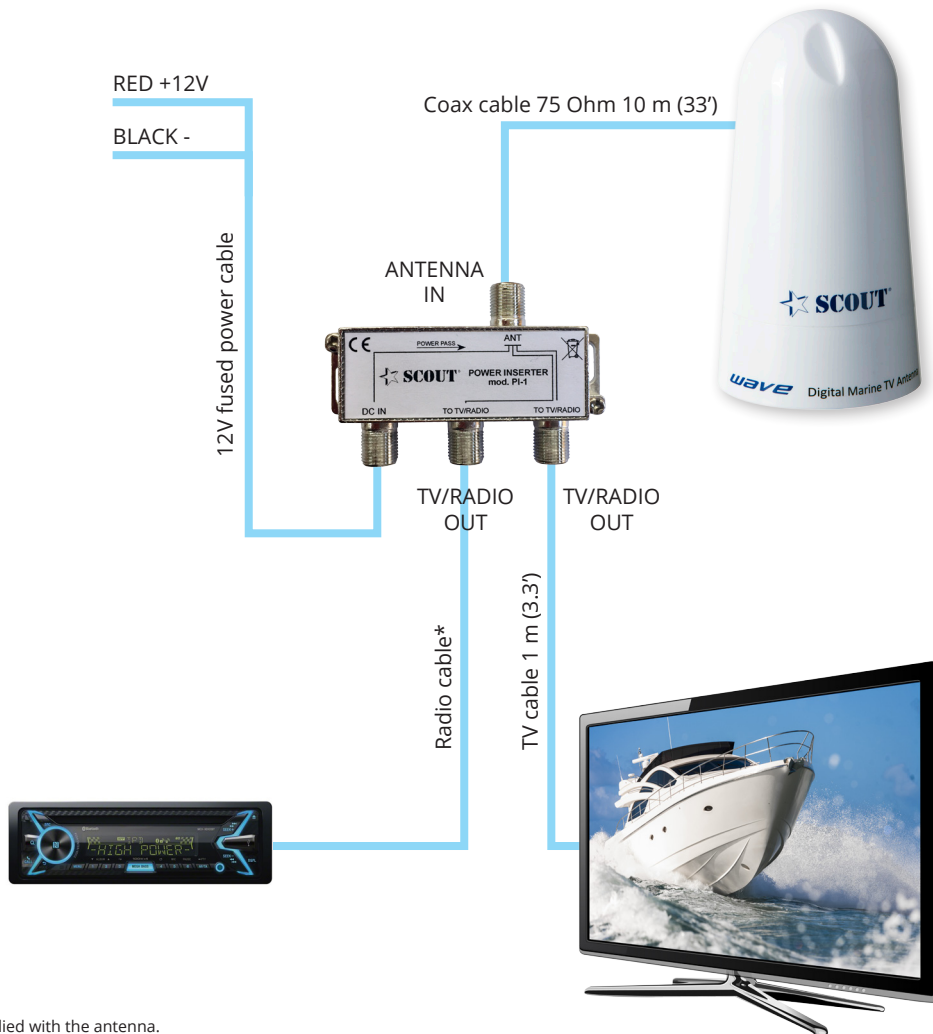 RED +12V
BLACK -
Coax cable 75 Ohm 10 m (33’)
12V fused power cable
ANTENNA
IN
SCOUT
wave Digital Marine TV Antenna
CE
POWER PASS
ANT
SCOUT POWER INSERTER
mod. PI-1
DC IN TO TV/RADIO TO TV/RADIO
TV/RADIO
OUT
TV/RADIO
OUT
Radio cable*
TV cable 1 m (3.3’)
-HIGH POWER-
lied with the antenna.